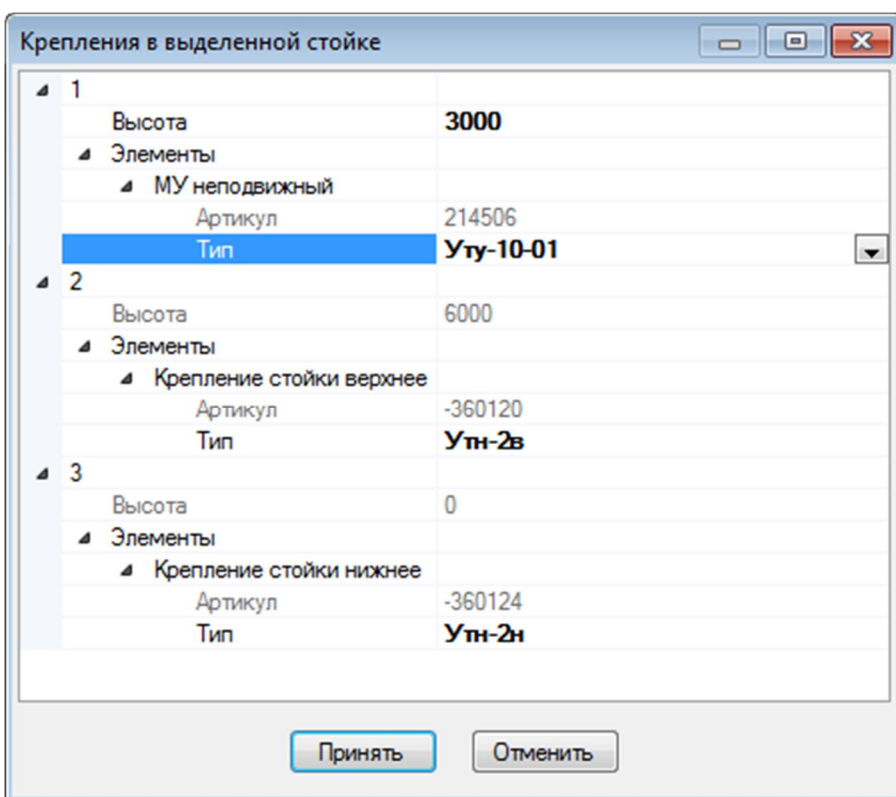 Крепления в выделенной стойке
1
Высота 3000
Элементы
МУ неподвижный
Артикул 214506
Тип Уту-10-01
2
Высота 6000
Элементы
Крепление стойки верхнее
Артикул -360120
Тип Утн-2в
3
Высота 0
Элементы
Крепление стойки нижнее
Артикул -360124
Тип Утн-2н
Принять Отменить